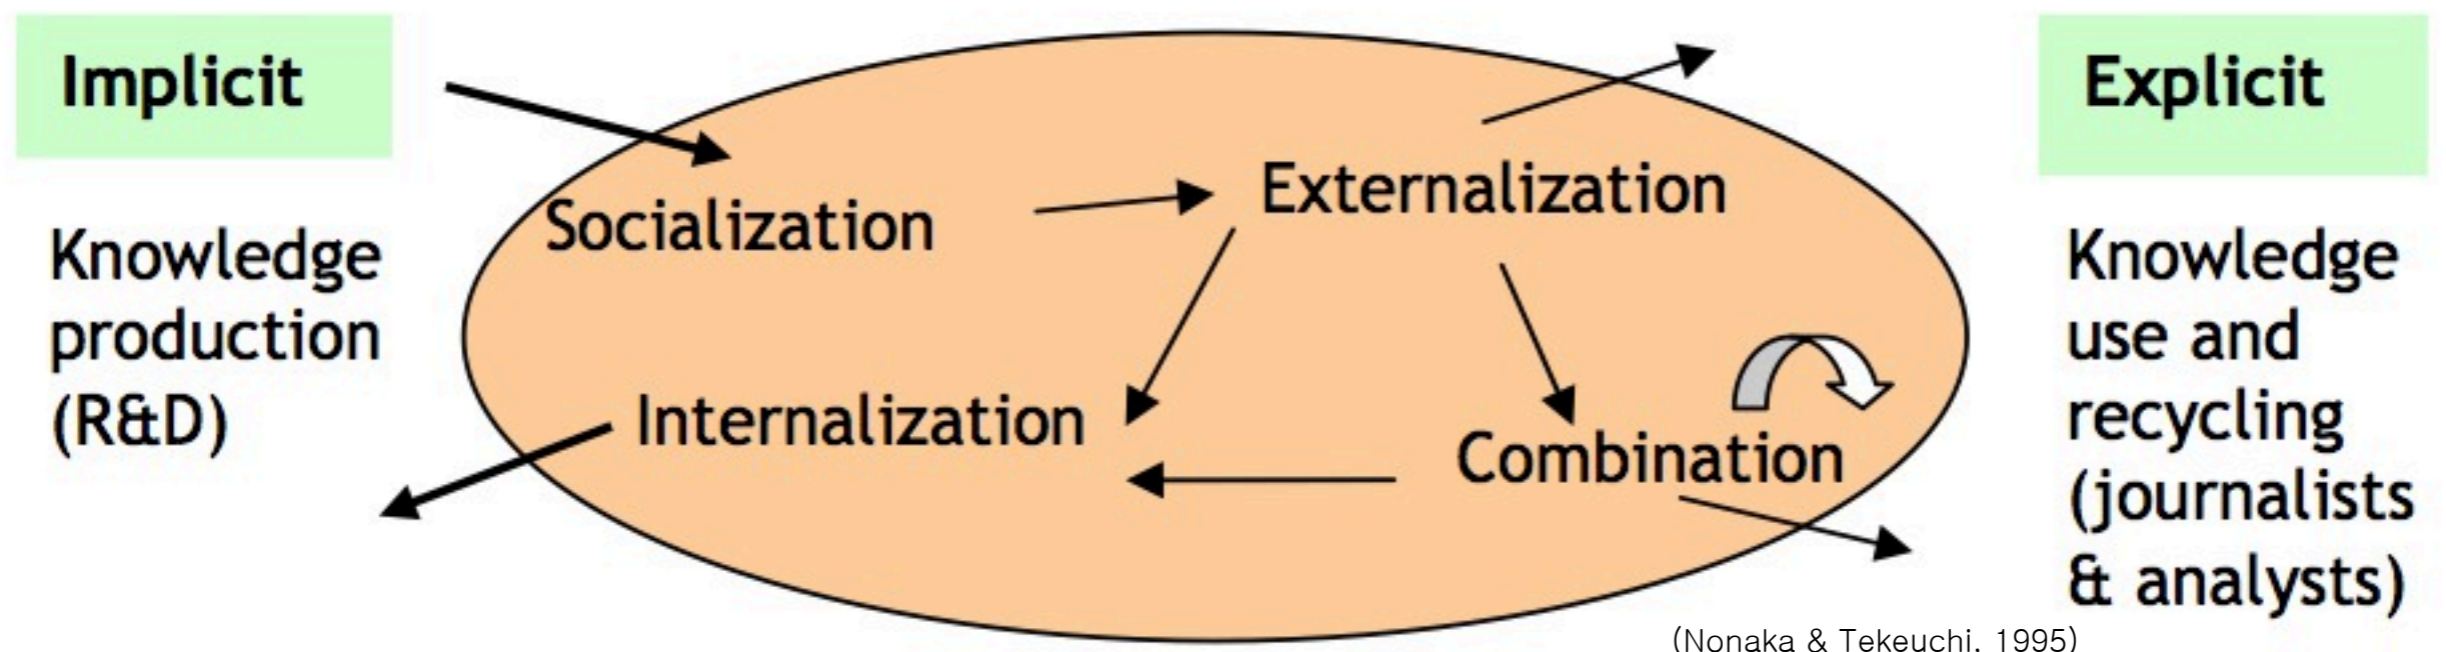 Implicit
Knowledge
production
(R&D)
Socialization
Externalization
Internalization
Combination
Explicit
Knowledge
use and
recycling
(journalists
& analysts)
(Nonaka & Tekeuchi, 1995)